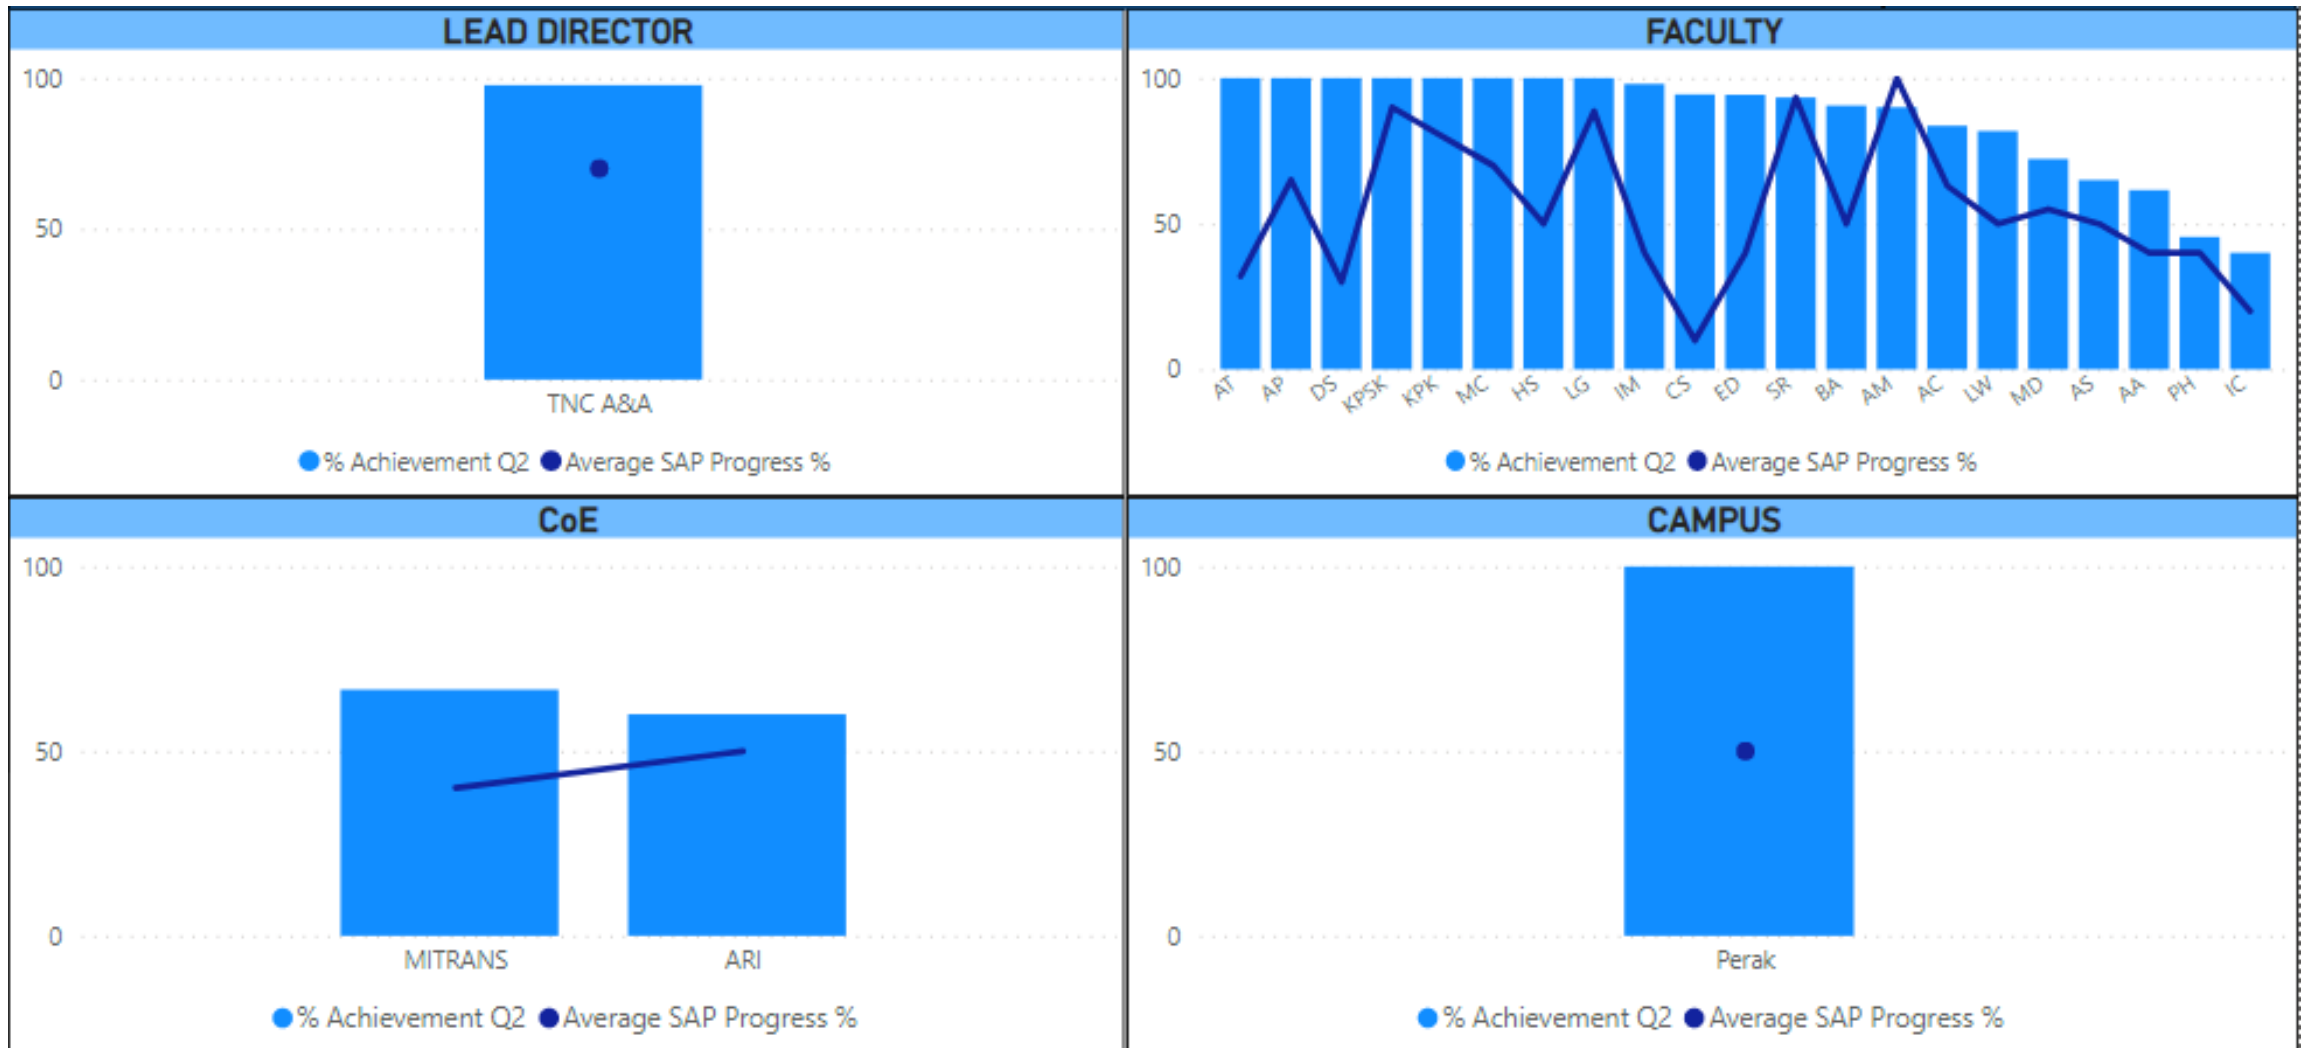 LEAD DIRECTOR
100
50
0
TNC A&A
% Achievement Q2 Average SAP Progress %
FACULTY
100
50
0
AT AP DS KPSK KPK MC HS LG IM CS ED SR BA AM AC LW MD AS AA PH IC
% Achievement Q2 Average SAP Progress %
CoE
100
50
0
MITRANS ARI
% Achievement Q2 Average SAP Progress %
CAMPUS
100
50
0
Perak
% Achievement Q2 Average SAP Progress %